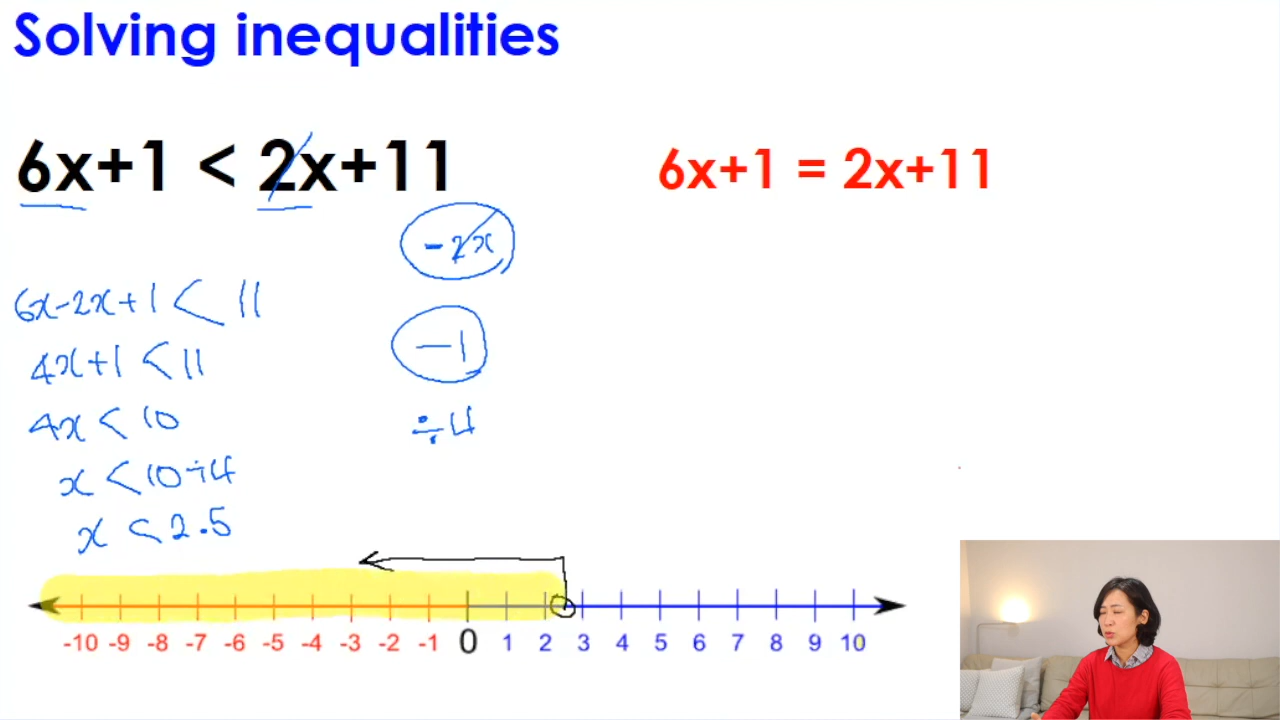 Solving inequalities
6x+1 < 2x+11
6x+1 = 2x+11
-2x
6x-2x+1 < 11
-1
4x+1 < 11
4x < 10
÷4
x < 10÷4
x < 2.5
-10 -9 -8 -7 -6 -5 -4 -3 -2 -1 0 1 2 3 4 5 6 7 8 9 10